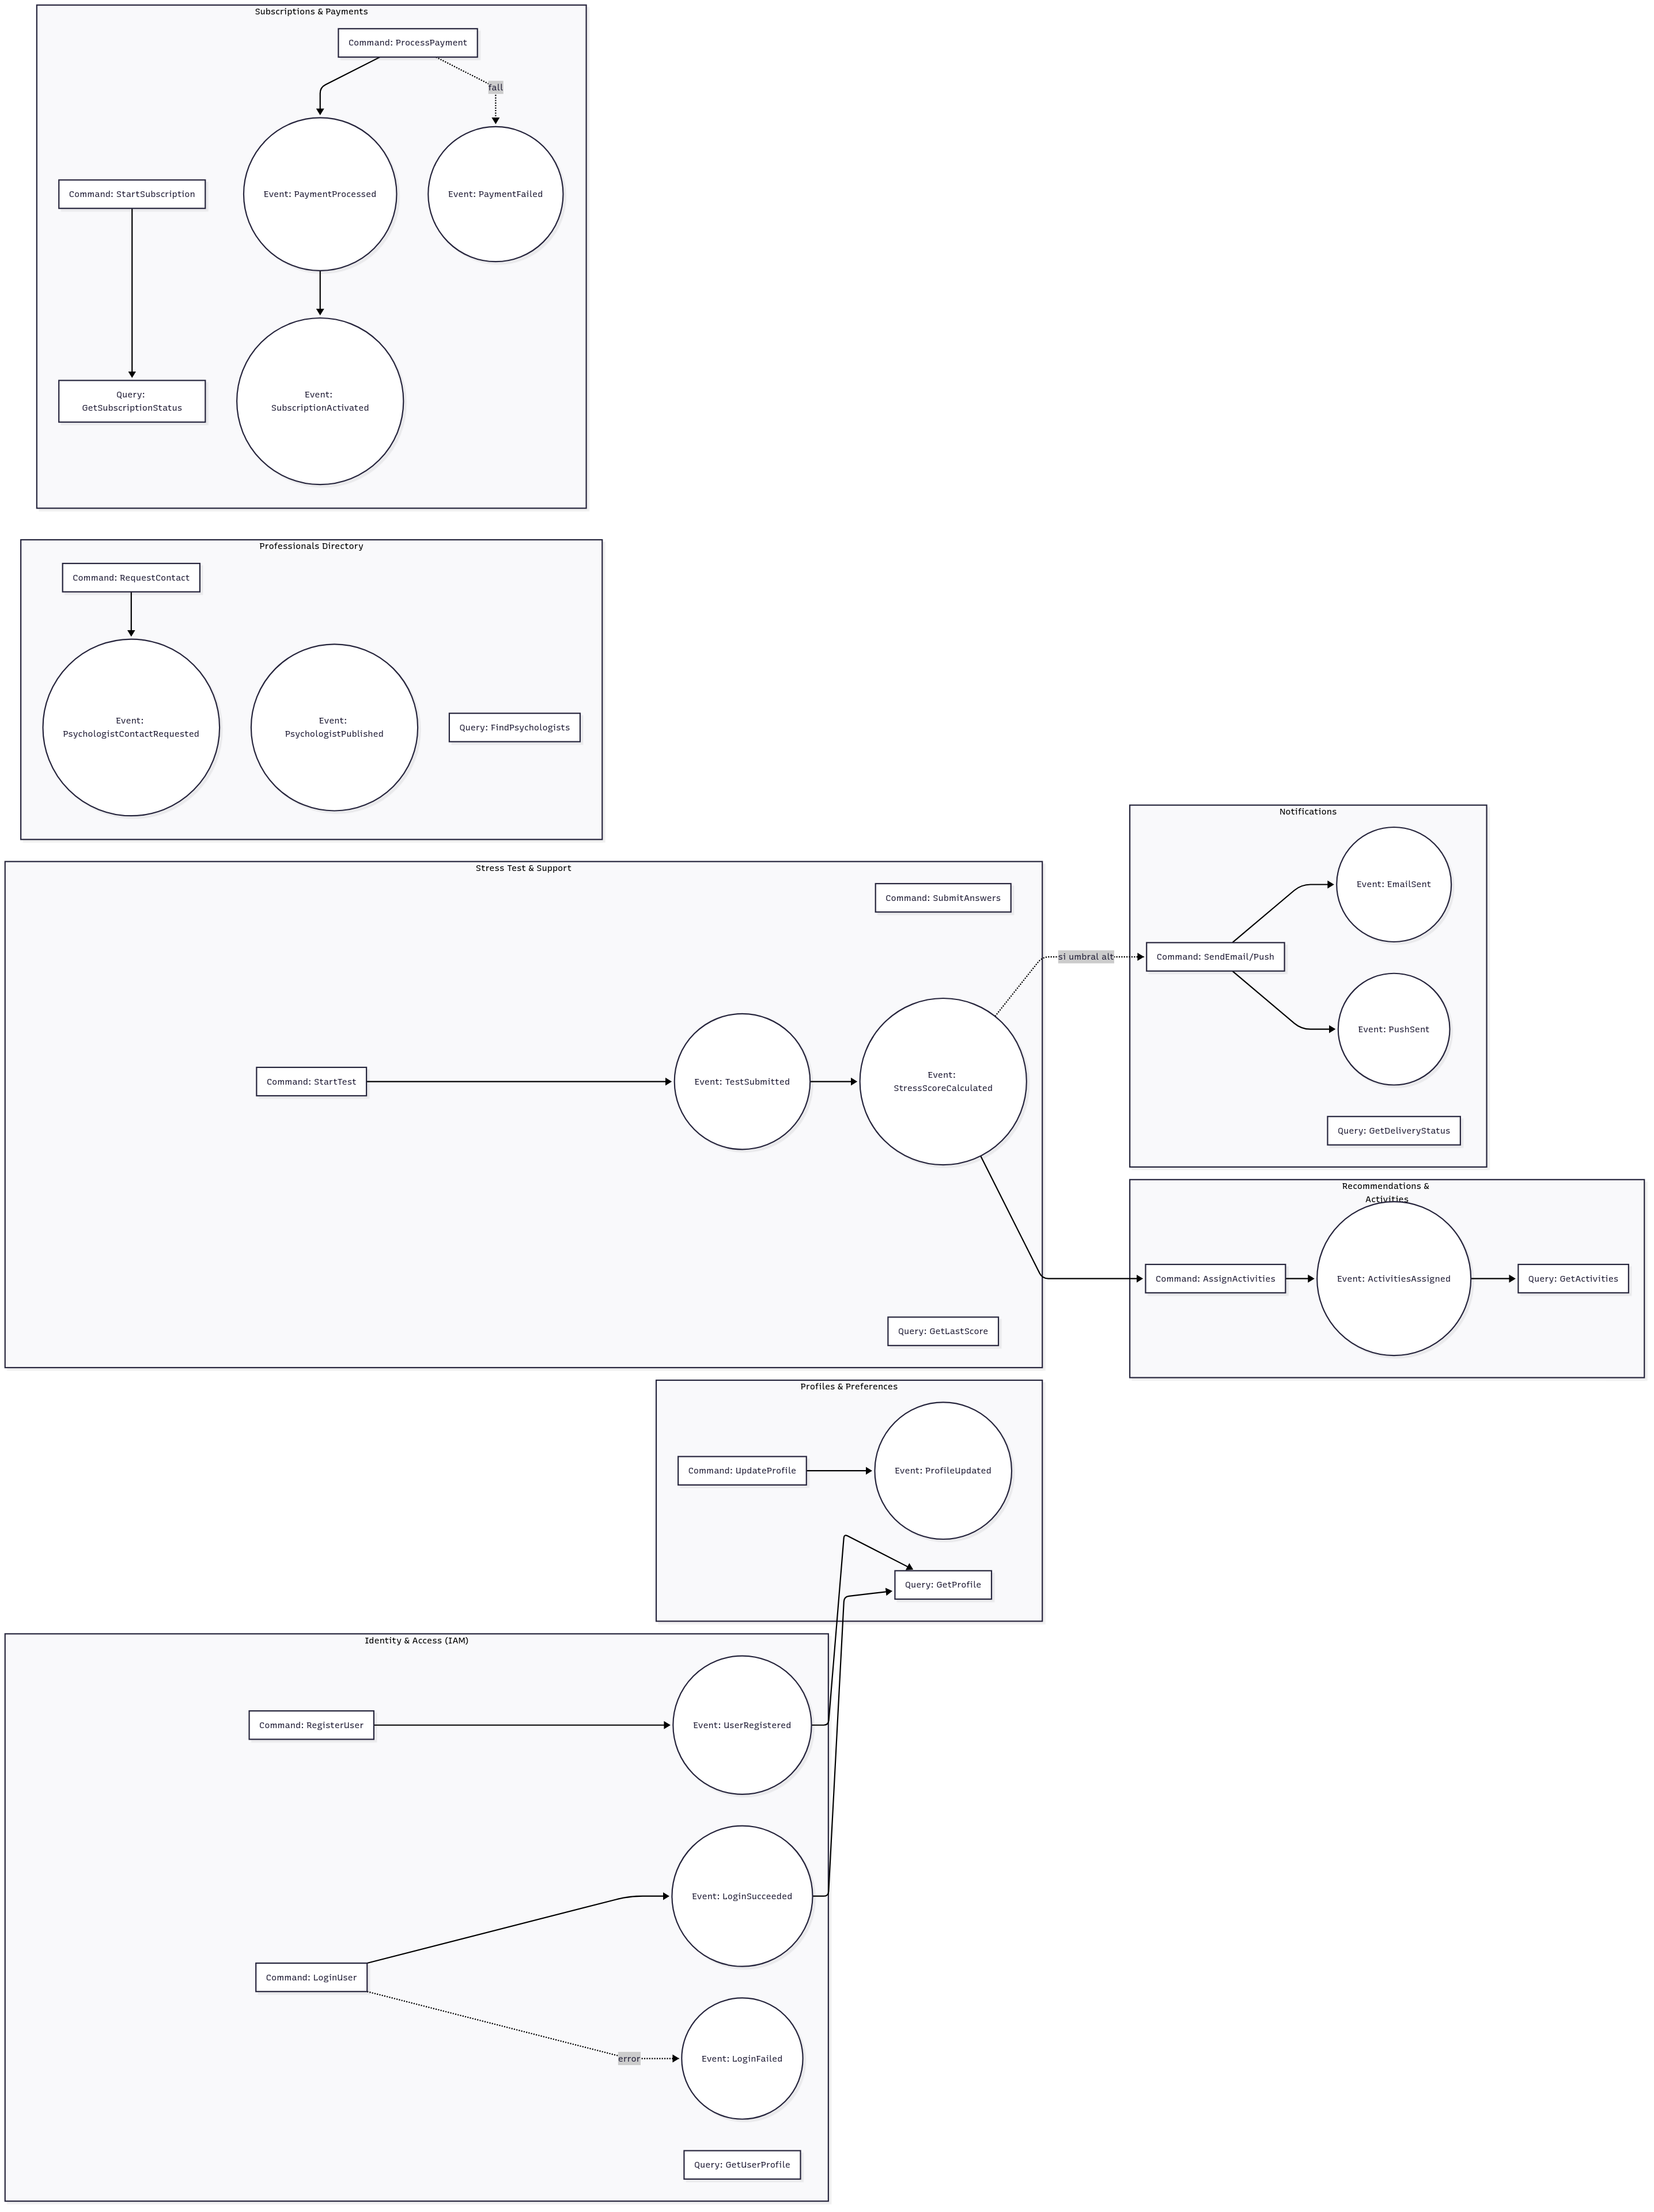 Subscriptions & Payments
Command: ProcessPayment
fall
Command: StartSubscription
Event: PaymentProcessed
Event: PaymentFailed
Query:
GetSubscriptionStatus
Event:
SubscriptionActivated
Professionals Directory
Command: RequestContact
Event:
PsychologistContactRequested
Event:
PsychologistPublished
Query: FindPsychologists
Stress Test & Support
Command: SubmitAnswers
Command: StartTest
Event: TestSubmitted
Event:
StressScoreCalculated
si umbral alt
Query: GetLastScore
Notifications
Event: EmailSent
Command: SendEmail/Push
Event: PushSent
Query: GetDeliveryStatus
Recommendations &
Activities
Command: AssignActivities
Event: ActivitiesAssigned
Query: GetActivities
Profiles & Preferences
Command: UpdateProfile
Event: ProfileUpdated
Query: GetProfile
Identity & Access (IAM)
Command: RegisterUser
Event: UserRegistered
Event: LoginSucceeded
Command: LoginUser
error
Event: LoginFailed
Query: GetUserProfile